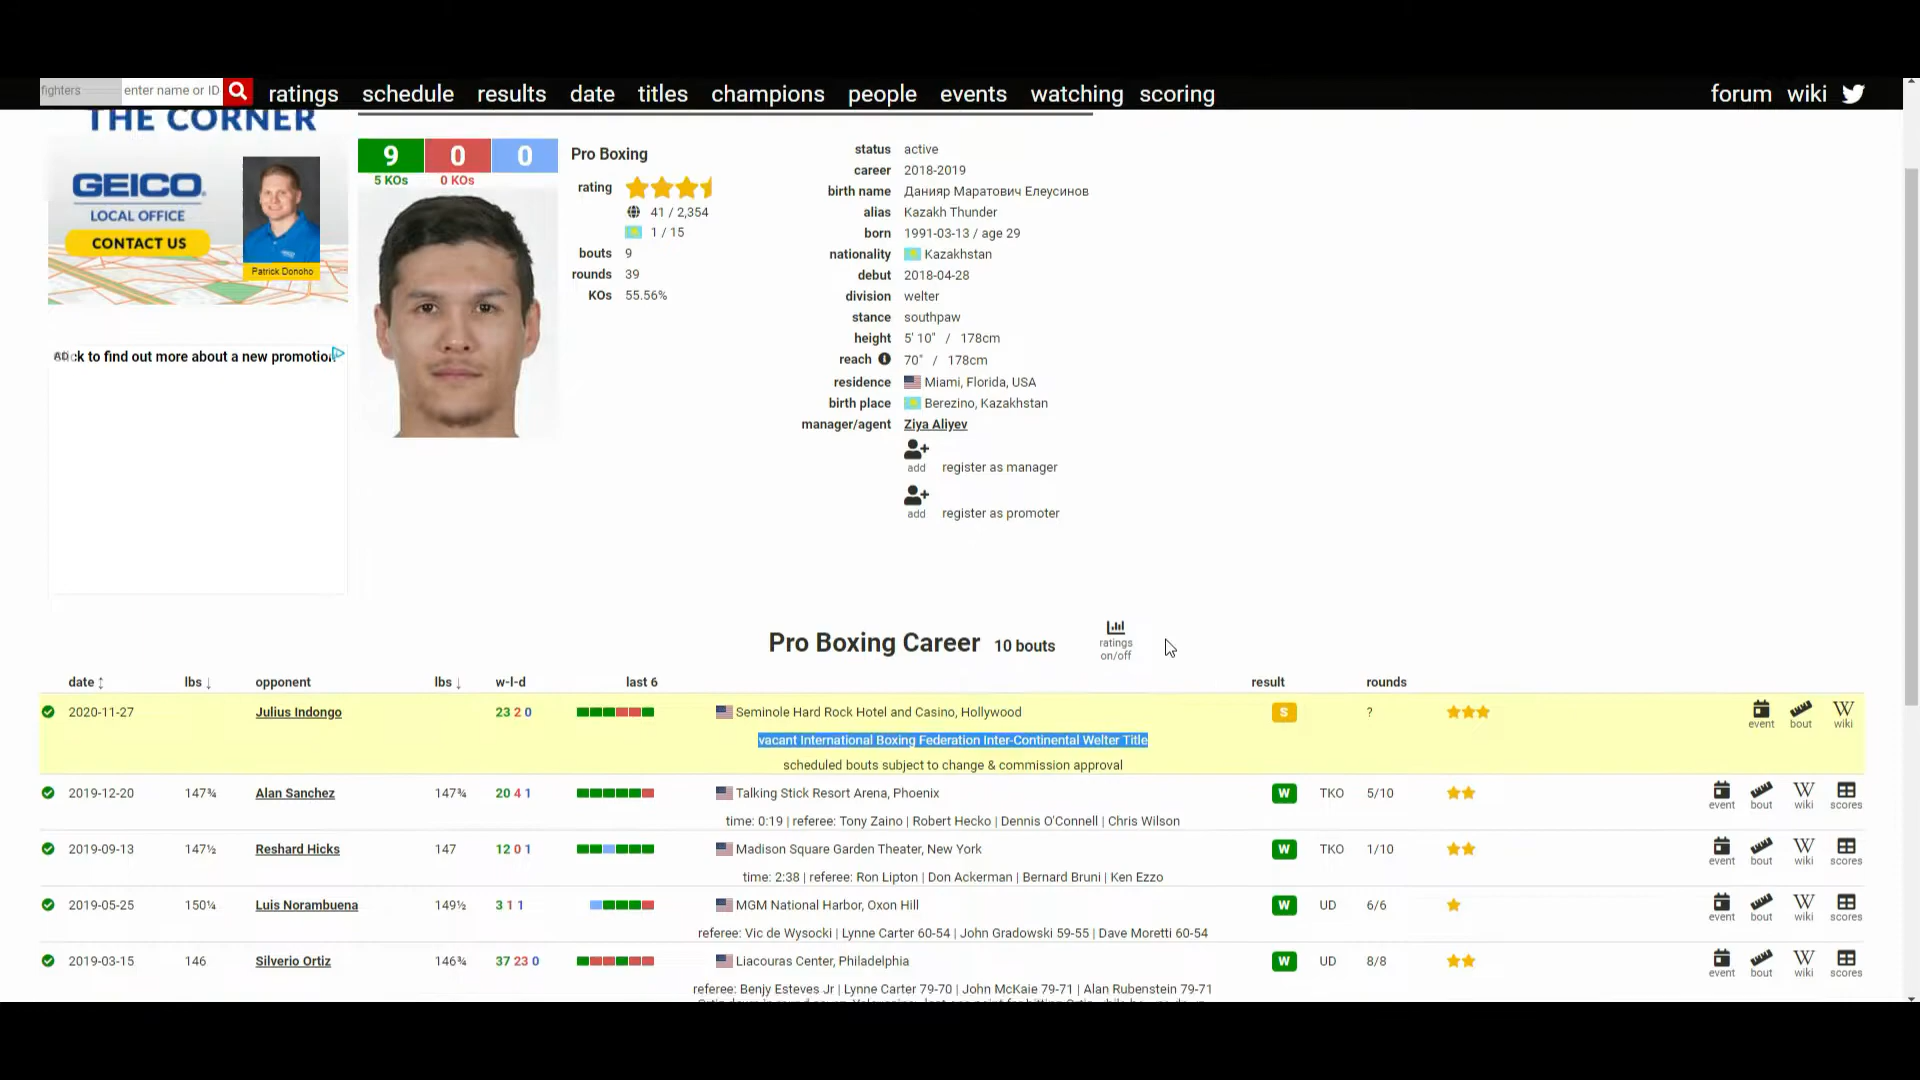 fighters enter name or ID ratings schedule results date titles champions people events watching scoring forum wiki
THE CORNER
GEICO
LOCAL OFFICE
CONTACT US
Patrick Donoho
Click to find out more about a new promotion
9 0 0
5 KOs 0 KOs
Pro Boxing
rating
41 / 2,354
1 / 15
bouts 9
rounds 39
KOs 55.56%
status active
career 2018-2019
birth name Данияр Маратович Елеусинов
alias Kazakh Thunder
born 1991-03-13 / age 29
nationality Kazakhstan
debut 2018-04-28
division welter
stance southpaw
height 5' 10" / 178cm
reach 70" / 178cm
residence Miami, Florida, USA
birth place Berezino, Kazakhstan
manager/agent Ziya Aliyev
add register as manager
add register as promoter
Pro Boxing Career 10 bouts
ratings
on/off
date lbs opponent lbs w-l-d last 6 result rounds
2020-11-27 Julius Indongo 23 2 0 Seminole Hard Rock Hotel and Casino, Hollywood S ? event bout wiki
vacant International Boxing Federation Inter-Continental Welter Title
scheduled bouts subject to change & commission approval
2019-12-20 147¾ Alan Sanchez 147¾ 20 4 1 Talking Stick Resort Arena, Phoenix W TKO 5/10 event bout wiki scores
time: 0:19 | referee: Tony Zaino | Robert Hecko | Dennis O'Connell | Chris Wilson
2019-09-13 147½ Reshard Hicks 147 12 0 1 Madison Square Garden Theater, New York W TKO 1/10 event bout wiki scores
time: 2:38 | referee: Ron Lipton | Don Ackerman | Bernard Bruni | Ken Ezzo
2019-05-25 150¼ Luis Norambuena 149½ 3 1 1 MGM National Harbor, Oxon Hill W UD 6/6 event bout wiki scores
referee: Vic de Wysocki | Lynne Carter 60-54 | John Gradowski 59-55 | Dave Moretti 60-54
2019-03-15 146 Silverio Ortiz 146¾ 37 23 0 Liacouras Center, Philadelphia W UD 8/8 event bout wiki scores
referee: Benjy Esteves Jr | Lynne Carter 79-70 | John McKaie 79-71 | Alan Rubenstein 79-71